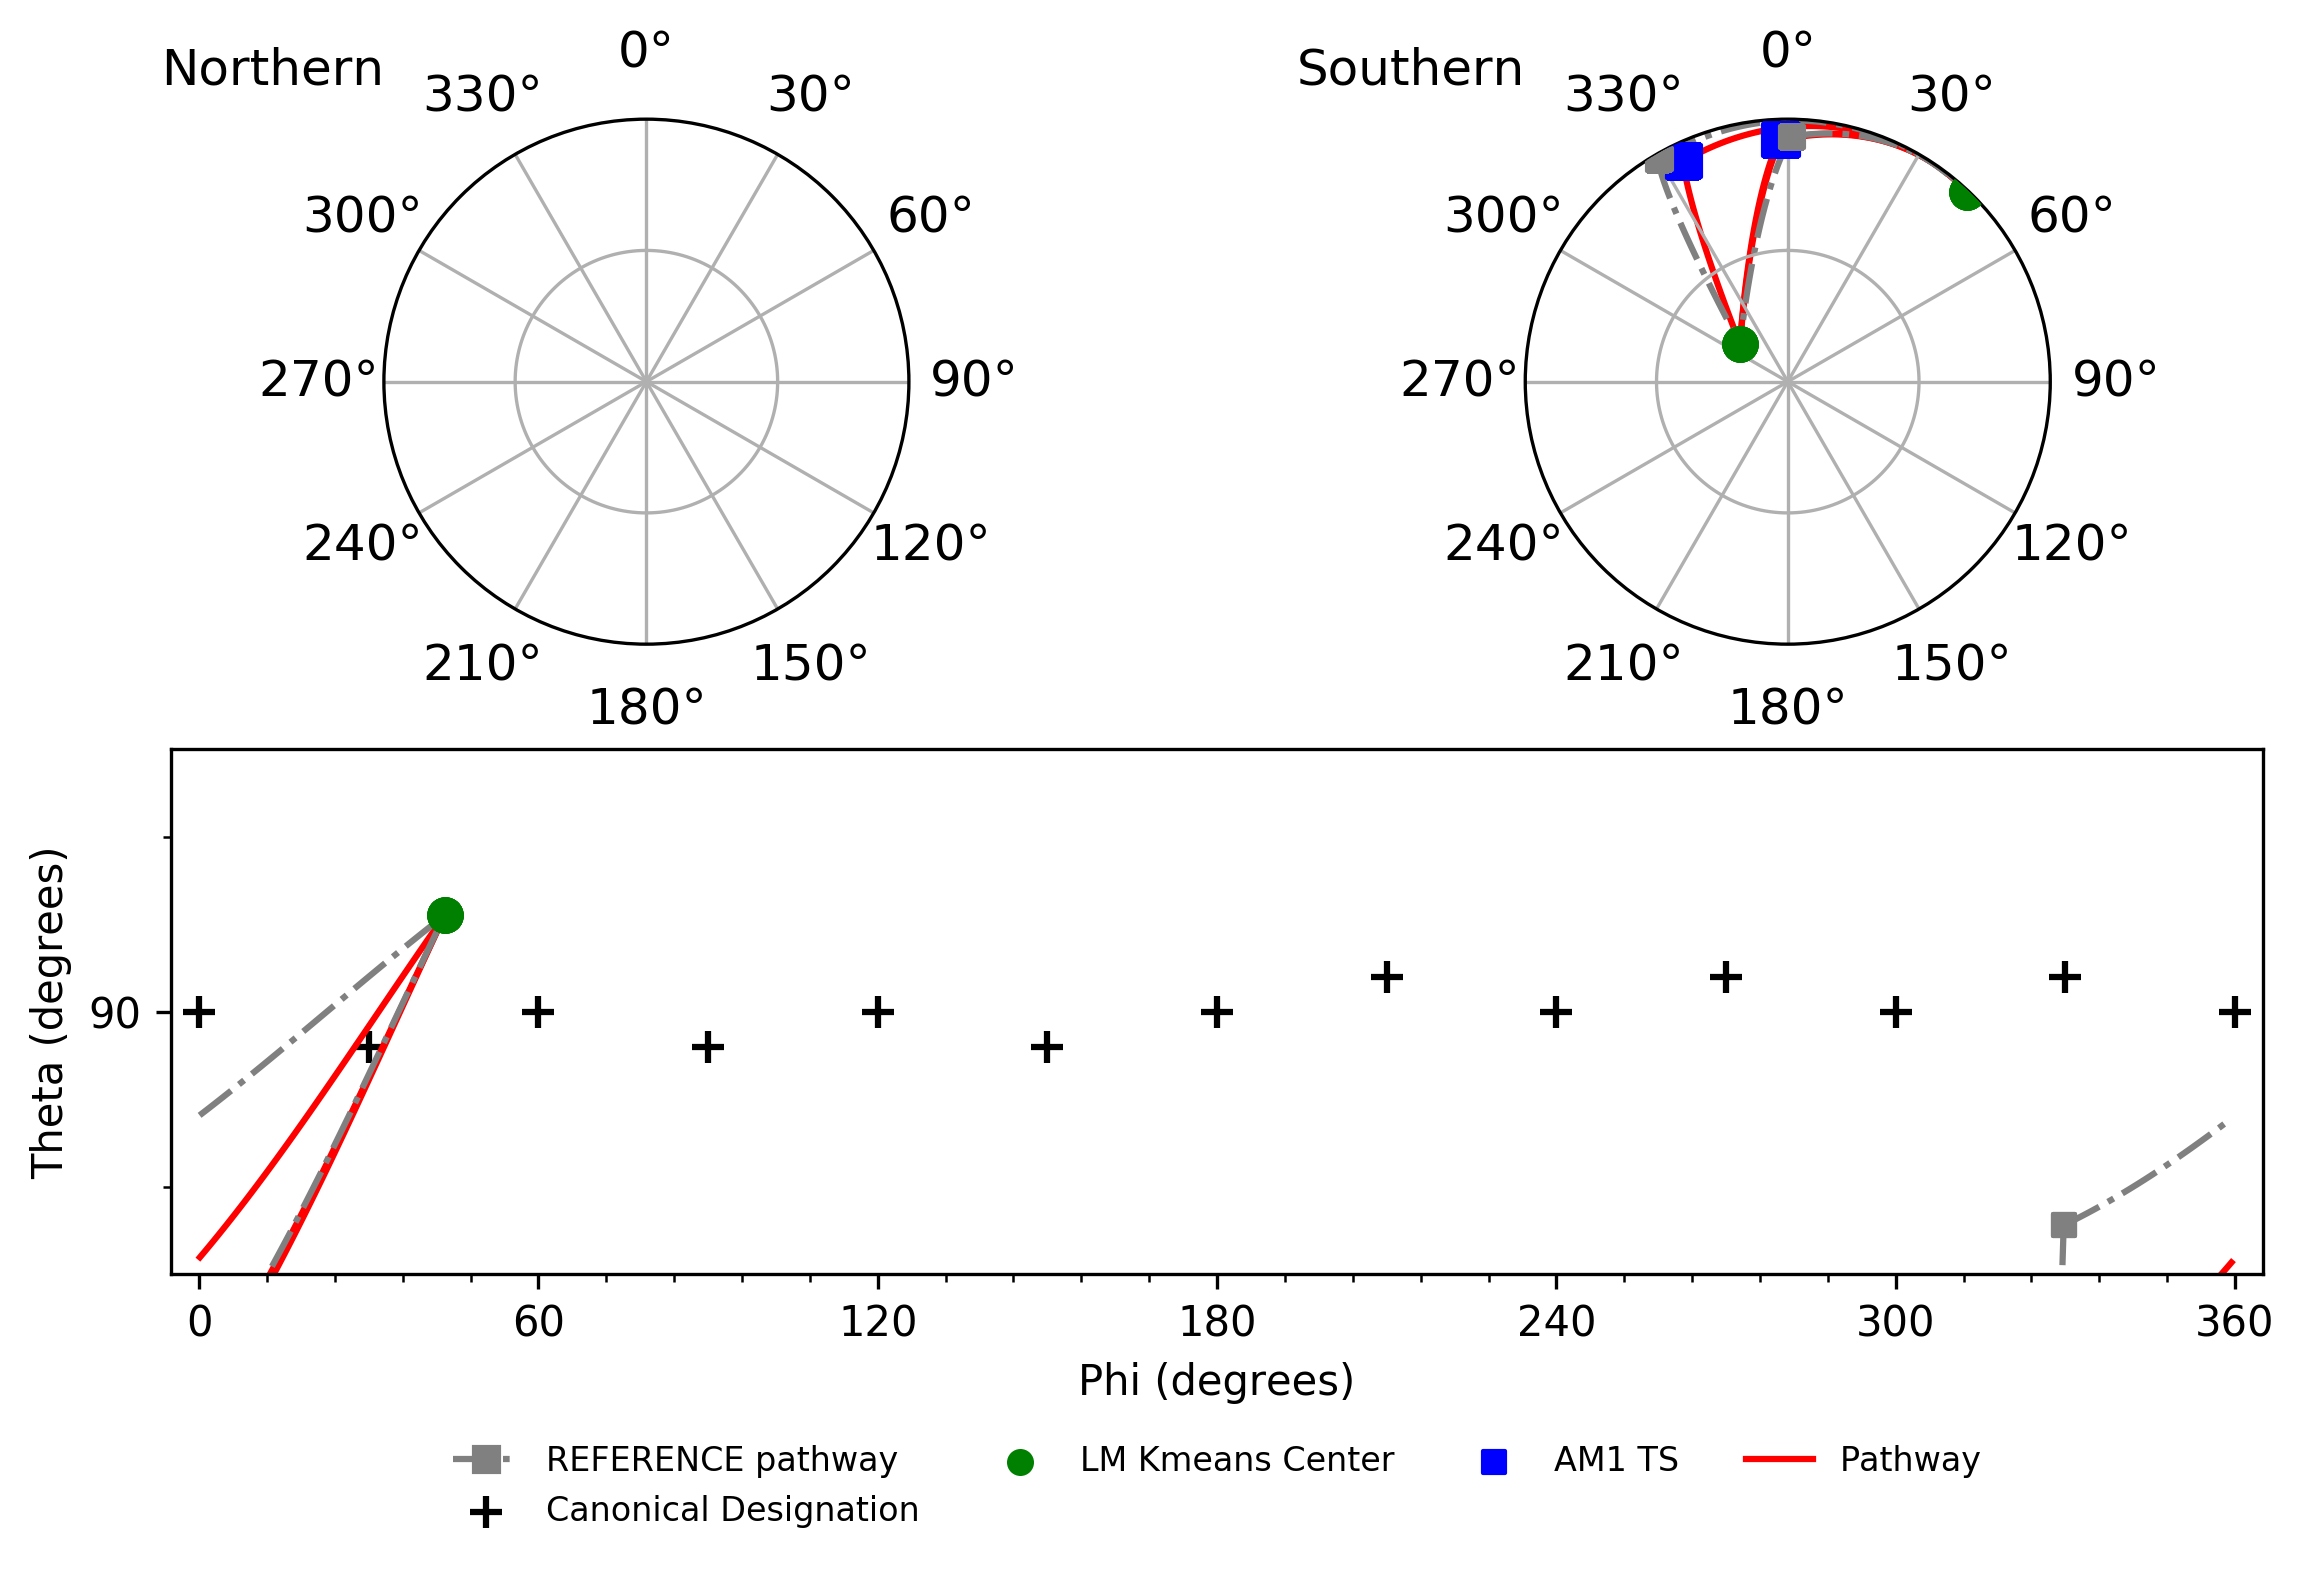 Northern
0°
330°
30°
300°
60°
270°
90°
240°
120°
210°
150°
180°
Southern
0°
330°
30°
300°
60°
270°
90°
240°
120°
210°
150°
180°
Theta (degrees)
90
0 60 120 180 240 300 360
Phi (degrees)
REFERENCE pathway
Canonical Designation
LM Kmeans Center
AM1 TS
Pathway